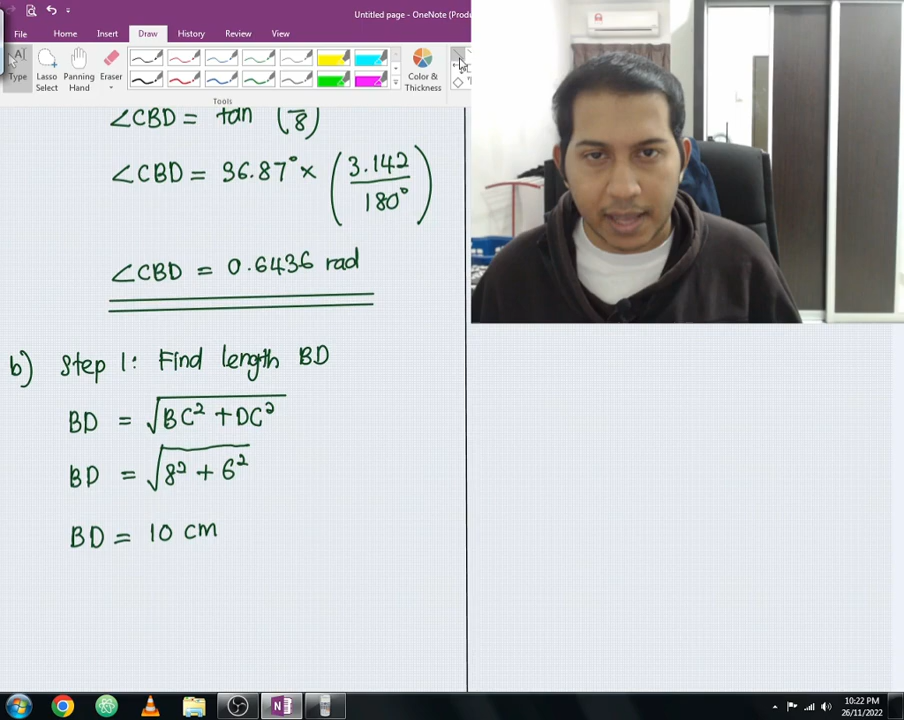 Untitled page - OneNote (Produ
File Home Insert Draw History Review View
Type
Lasso Select
Panning Hand
Eraser
Color & Thickness
Tools
∠CBD = tan ( /8)
∠CBD = 36.87° × (3.142/180°)
∠CBD = 0.6436 rad
b) Step 1: Find length BD
BD = √BC² + DC²
BD = √8² + 6²
BD = 10 cm
10:22 PM
26/11/2022